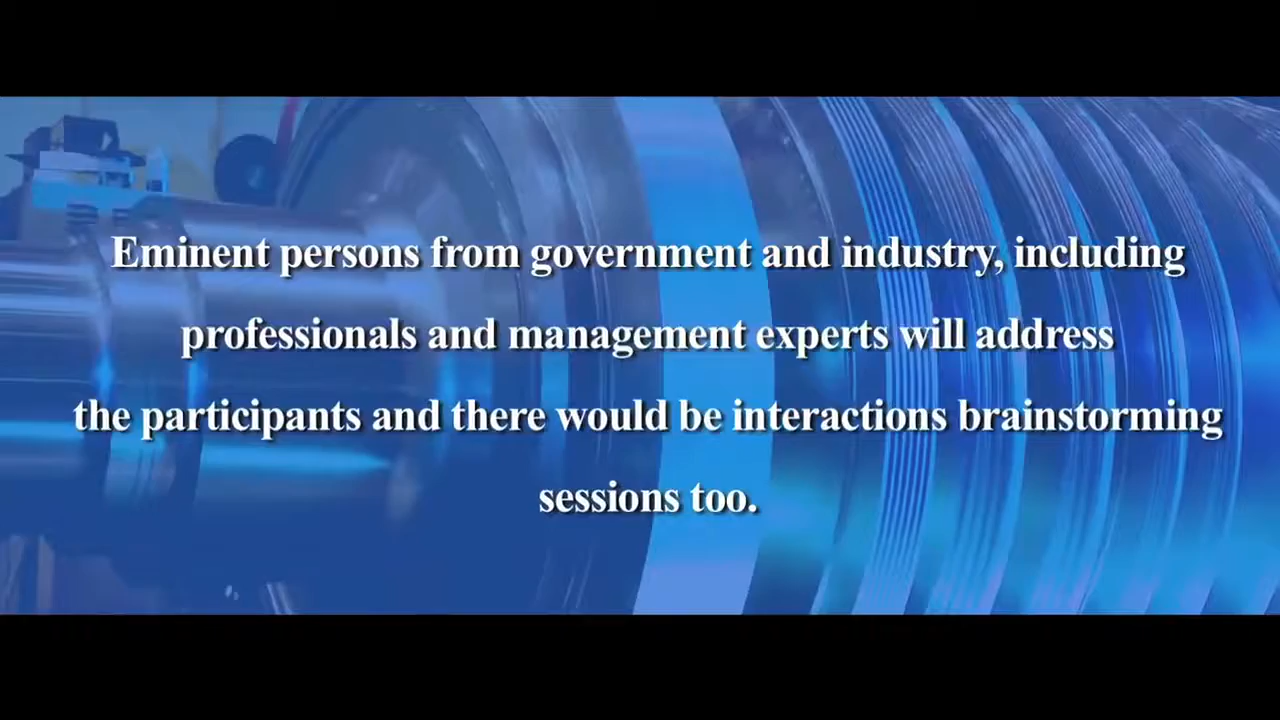 Eminent persons from government and industry, including
professionals and management experts will address
the participants and there would be interactions brainstorming
sessions too.